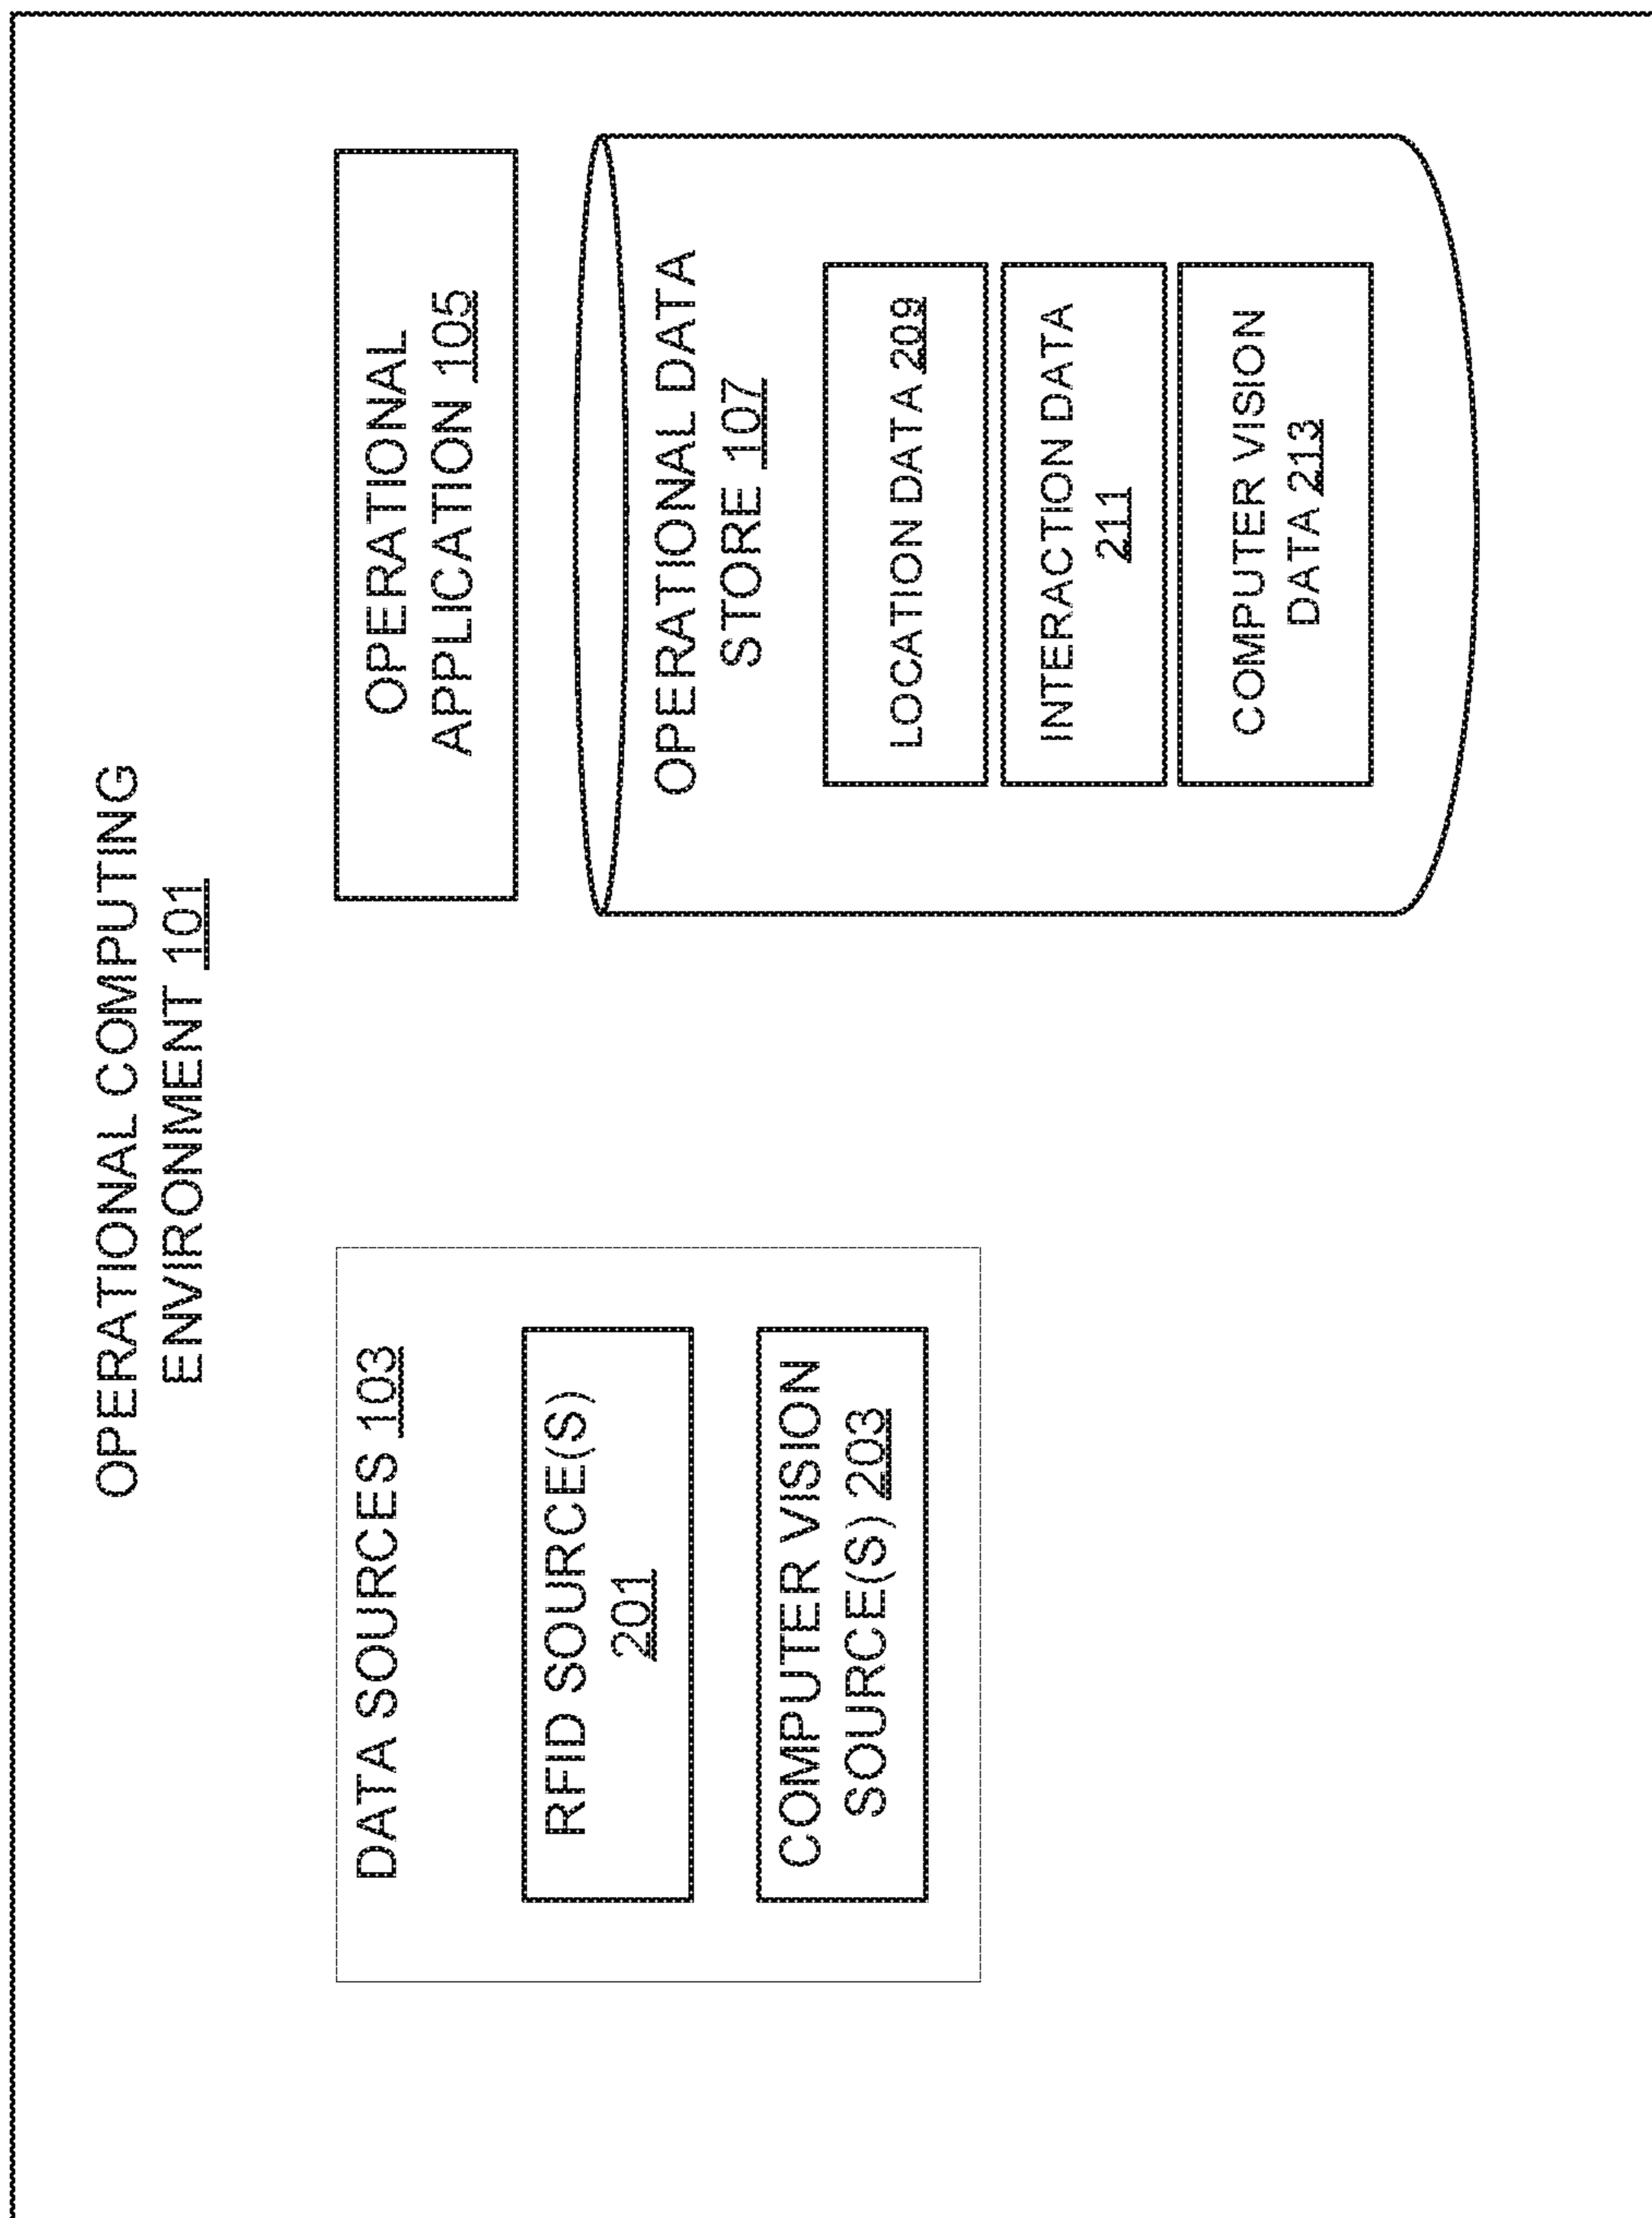 OPERATIONAL COMPUTING
ENVIRONMENT 101
DATA SOURCES 103
RFID SOURCE(S)
201
COMPUTER VISION
SOURCE(S) 203
OPERATIONAL
APPLICATION 105
OPERATIONAL DATA
STORE 107
LOCATION DATA 209
INTERACTION DATA
211
COMPUTER VISION
DATA 213